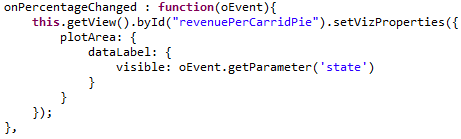 onPercentageChanged : function(oEvent){
    this.getView().byId("revenuePerCarridPie").setVizProperties({
        plotArea: {
            dataLabel: {
                visible: oEvent.getParameter('state')
            }
        }
    });
},